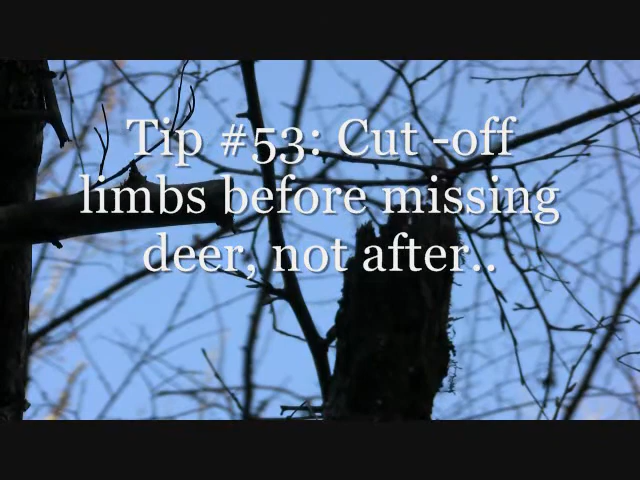 Tip #53: Cut -off
limbs before missing
deer, not after..